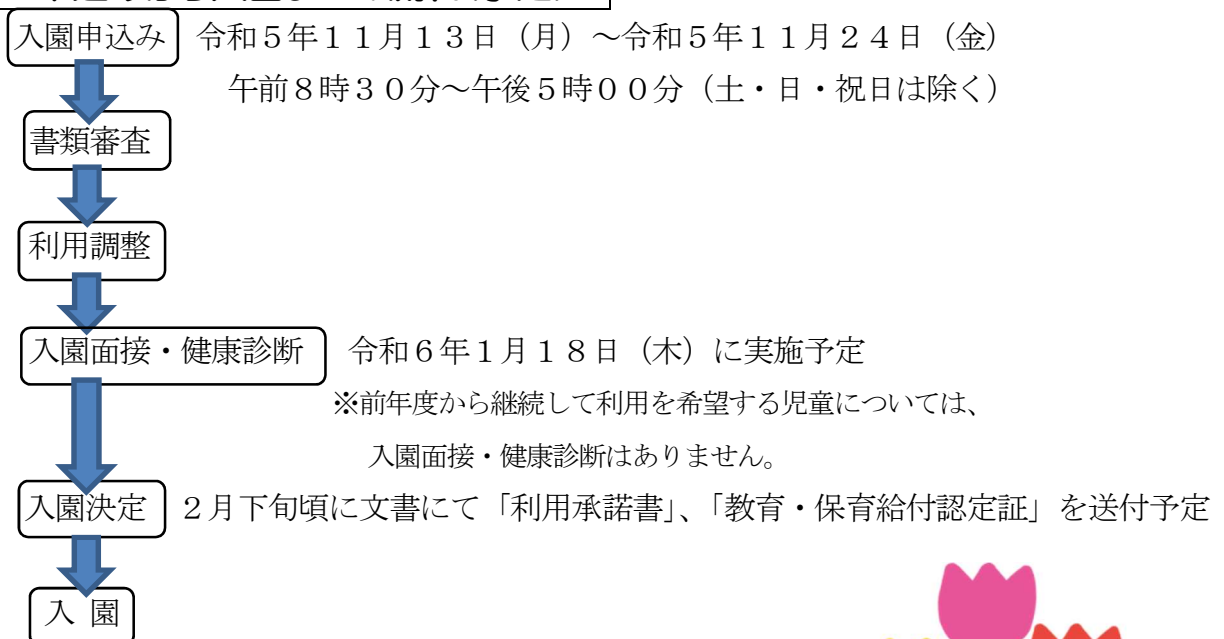 入園申込み 令和５年１１月１３日（月）～令和５年１１月２４日（金）
午前８時３０分～午後５時００分（土・日・祝日は除く）
書類審査
利用調整
入園面接・健康診断 令和６年１月１８日（木）に実施予定
※前年度から継続して利用を希望する児童については、
入園面接・健康診断はありません。
入園決定 ２月下旬頃に文書にて「利用承諾書」、「教育・保育給付認定証」を送付予定
入 園